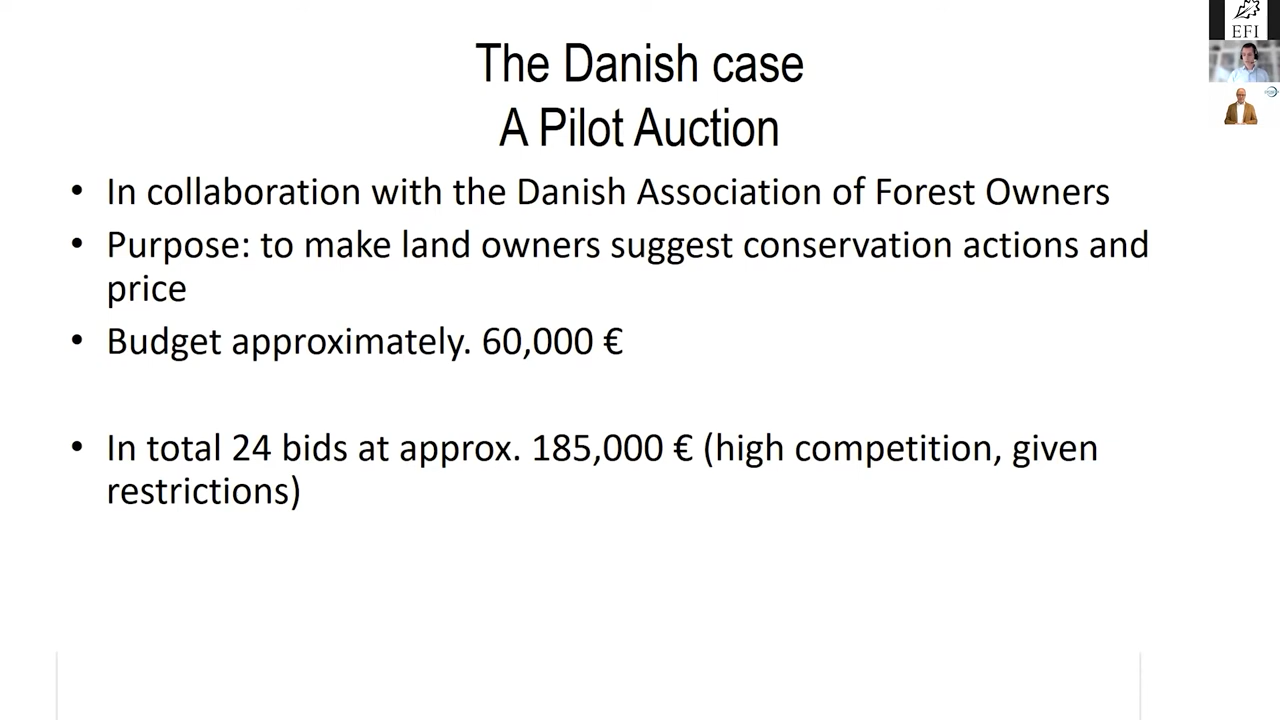 EFI
The Danish case
A Pilot Auction
• In collaboration with the Danish Association of Forest Owners
• Purpose: to make land owners suggest conservation actions and
price
• Budget approximately. 60,000 €
• In total 24 bids at approx. 185,000 € (high competition, given
restrictions)